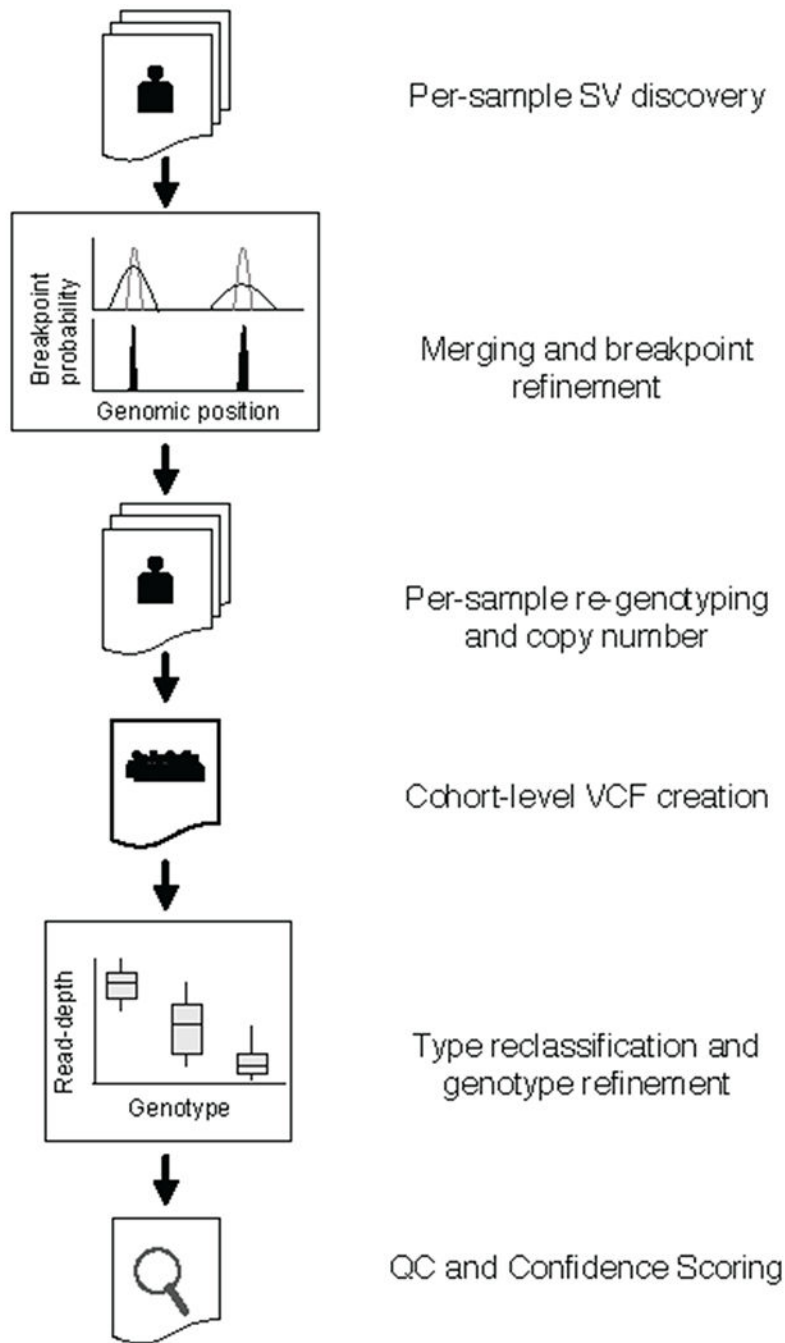 Per-sample SV discovery
Breakpoint
probability
Genomic position
Merging and breakpoint
refinement
Per-sample re-genotyping
and copy number
Cohort-level VCF creation
Read-depth
Genotype
Type reclassification and
genotype refinement
QC and Confidence Scoring